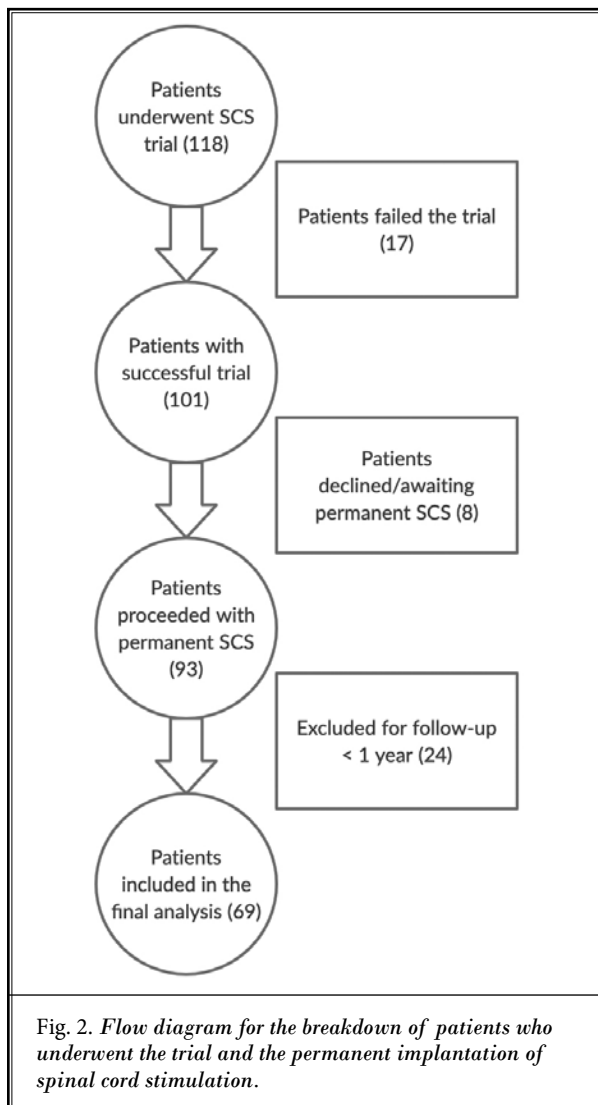 Patients
underwent SCS
trial (118)
Patients failed the trial
(17)
Patients with
successful trial
(101)
Patients
declined/awaiting
permanent SCS (8)
Patients
proceeded with
permanent SCS
(93)
Excluded for follow-up
< 1 year (24)
Patients
included in the
final analysis (69)
Fig. 2. Flow diagram for the breakdown of patients who
underwent the trial and the permanent implantation of
spinal cord stimulation.